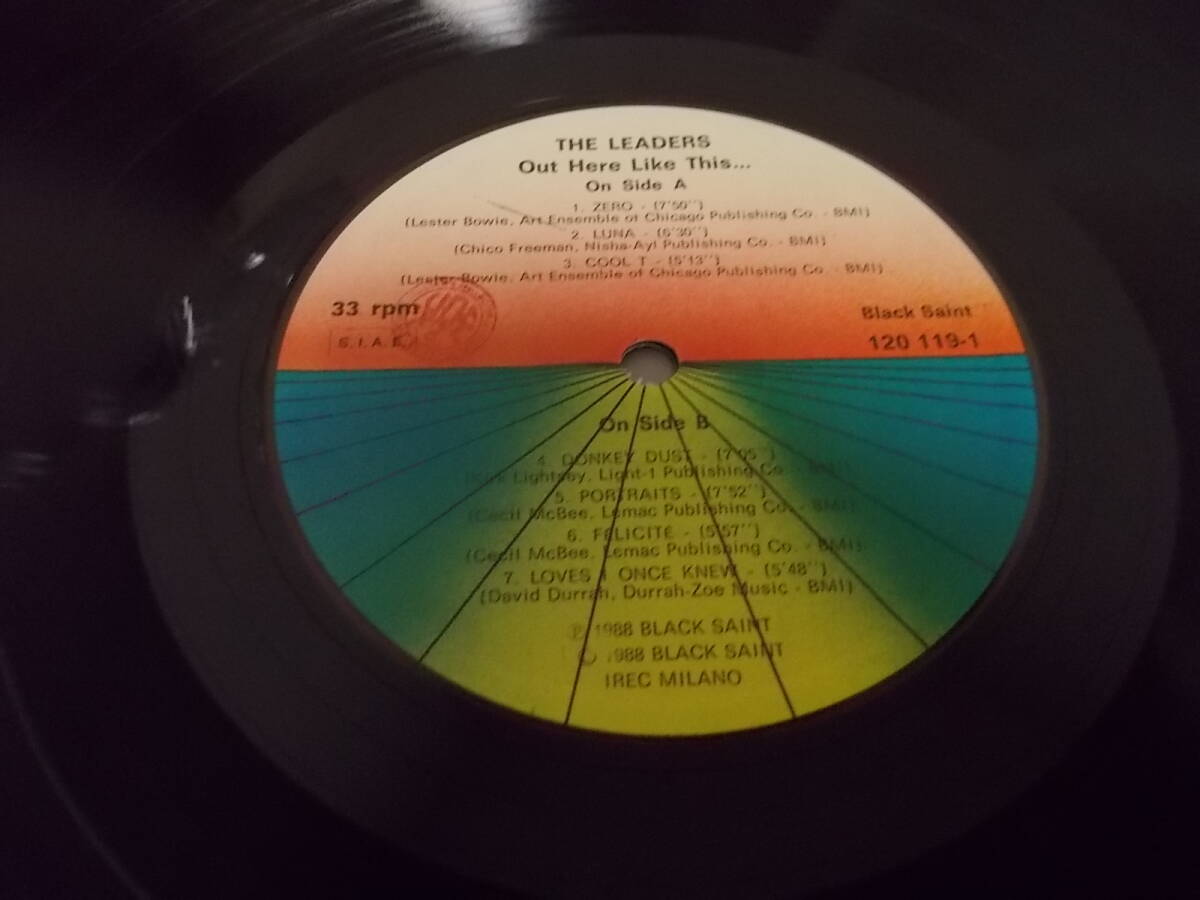 THE LEADERS
Out Here Like This...
On Side A
1. ZERO - (7'50'')
(Lester Bowie, Art Ensemble of Chicago Publishing Co. - BMI)
2. LUNA - (6'30'')
(Chico Freeman, Nisha-Ayl Publishing Co. - BMI)
3. COOL T - (5'13'')
(Lester Bowie, Art Ensemble of Chicago Publishing Co. - BMI)
33 rpm
S.I.A.E.
Black Saint
120 119-1
On Side B
4. DONKEY DUST - (7'05'')
(Kirk Lightsey, Light-1 Publishing Co. - BMI)
5. PORTRAITS - (7'52'')
(Cecil McBee, Lemac Publishing Co. - BMI)
6. FELICITE - (5'57'')
(Cecil McBee, Lemac Publishing Co. - BMI)
7. LOVES I ONCE KNEW - (5'48'')
(David Durrah, Durrah-Zoe Music - BMI)
℗ 1988 BLACK SAINT
© 1988 BLACK SAINT
IREC MILANO